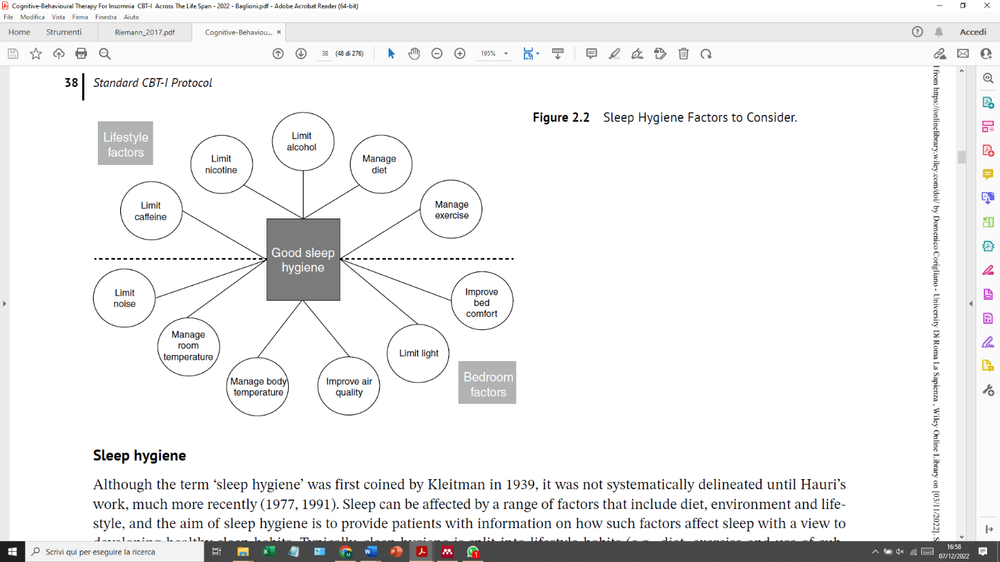 Cognitive-Behavioural Therapy For Insomnia CBT-I Across The Life Span - 2022 - Baglioni.pdf - Adobe Acrobat Reader (64-bit)
File Modifica Vista Firma Finestra Aiuto
Home Strumenti Riemann_2017.pdf Cognitive-Behaviou... × Accedi
38 (48 di 276) 195%
38 Standard CBT-I Protocol
Figure 2.2 Sleep Hygiene Factors to Consider.
Lifestyle
factors
Limit
alcohol
Limit
nicotine
Manage
diet
Limit
caffeine
Manage
exercise
Good sleep
hygiene
Limit
noise
Improve
bed
comfort
Manage
room
temperature
Limit light
Manage body
temperature
Improve air
quality
Bedroom
factors
Sleep hygiene
Although the term ‘sleep hygiene’ was first coined by Kleitman in 1939, it was not systematically delineated until Hauri’s
work, much more recently (1977, 1991). Sleep can be affected by a range of factors that include diet, environment and life-
style, and the aim of sleep hygiene is to provide patients with information on how such factors affect sleep with a view to
from https://onlinelibrary.wiley.com/doi/ by Domenico Corigliano - University Di Roma La Sapienza , Wiley Online Library on [03/11/2022].
Scrivi qui per eseguire la ricerca
1
16:58
07/12/2022